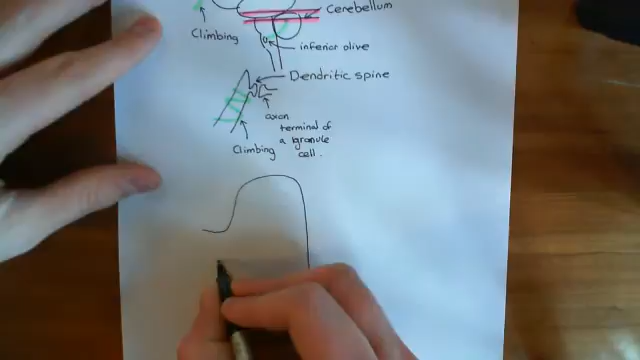 Cerebellum
Climbing
inferior olive
Dendritic spine
axon
terminal of
a granule
cell.
Climbing